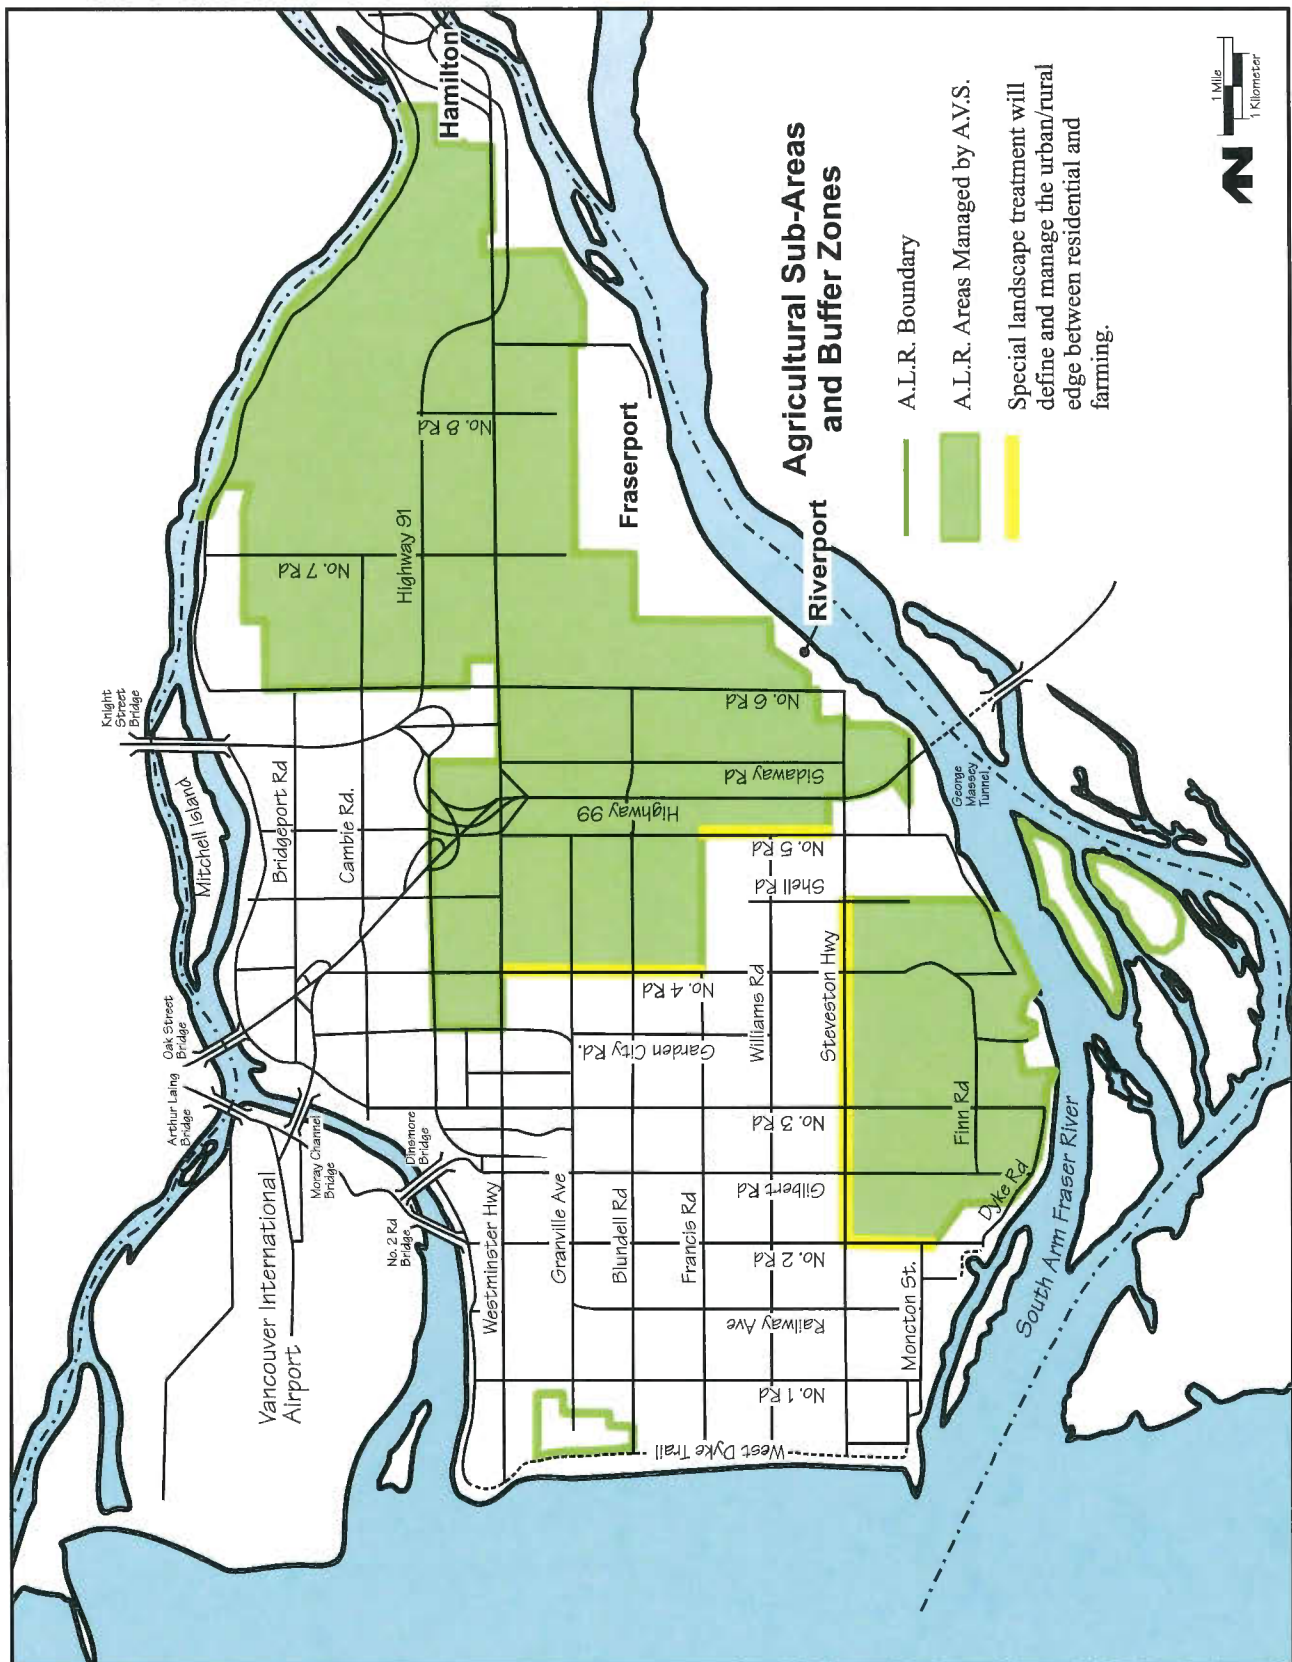 Hamilton
1 Mile
1 Kilometer
N
Agricultural Sub-Areas
and Buffer Zones
A.L.R. Boundary
A.L.R. Areas Managed by A.V.S.
Special landscape treatment will
define and manage the urban/rural
edge between residential and
farming.
Fraserport
Riverport
No. 8 Rd
Highway 91
No. 7 Rd
Knight
Street
Bridge
Mitchell Island
Bridgeport Rd
Cambie Rd.
No. 6 Rd
Sidaway Rd
Highway 99
George
Massey
Tunnel
No. 5 Rd
Shell Rd
Oak Street
Bridge
Arthur Laing
Bridge
Moray Channel
Bridge
Dinsmore
Bridge
No. 2 Rd
Bridge
Vancouver International
Airport
No. 4 Rd
Williams Rd
Steveston Hwy
Garden City Rd.
No. 3 Rd
Finn Rd
Gilbert Rd
Dyke Rd
Westminster Hwy
Granville Ave
Blundell Rd
Francis Rd
No. 2 Rd
South Arm Fraser River
Railway Ave
Moncton St.
No. 1 Rd
West Dyke Trail